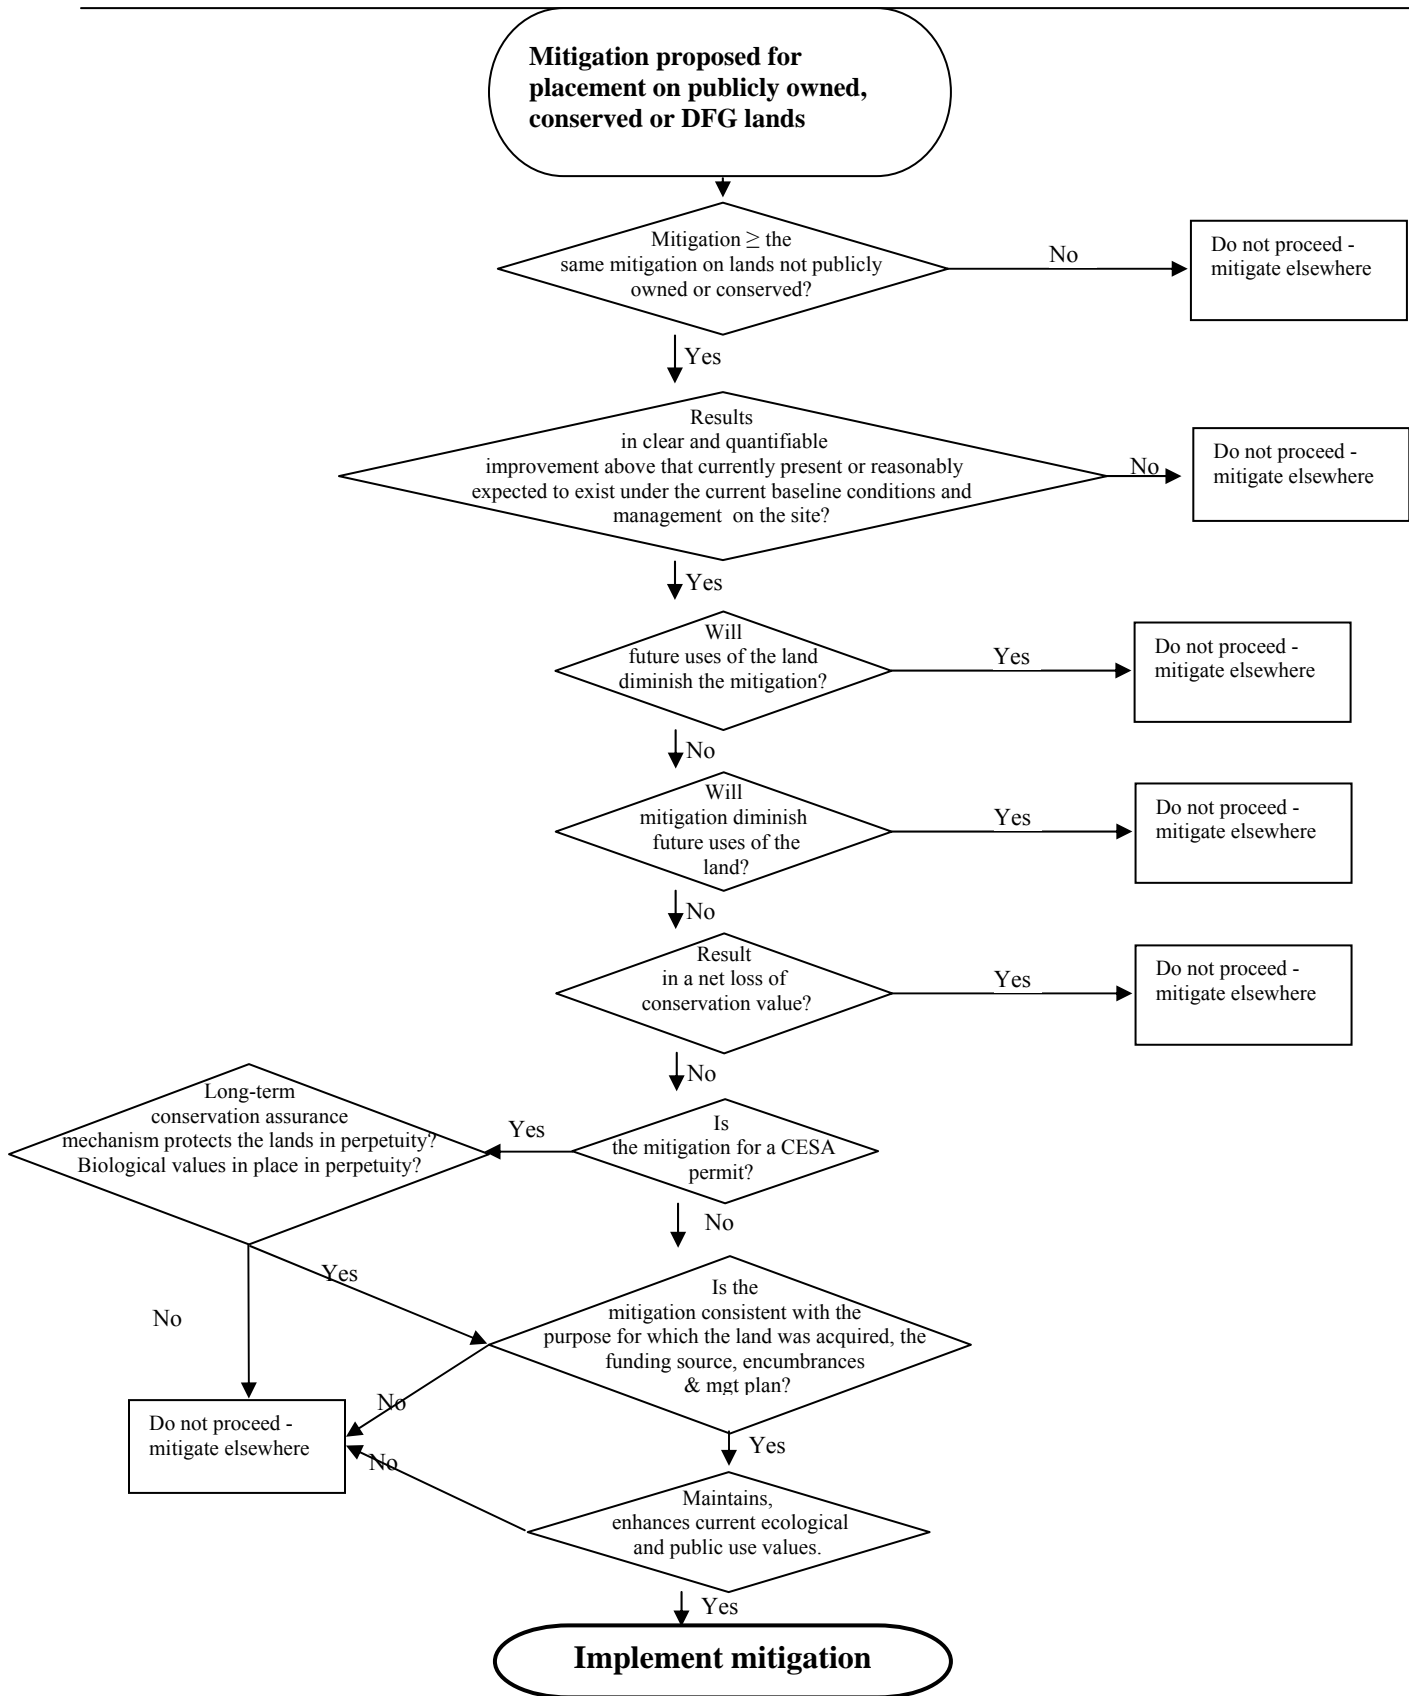 Mitigation proposed for
placement on publicly owned,
conserved or DFG lands
Mitigation ≥ the
same mitigation on lands not publicly
owned or conserved?
No
Do not proceed -
mitigate elsewhere
Yes
Results
in clear and quantifiable
improvement above that currently present or reasonably
expected to exist under the current baseline conditions and
management on the site?
No
Do not proceed -
mitigate elsewhere
Yes
Will
future uses of the land
diminish the mitigation?
Yes
Do not proceed -
mitigate elsewhere
No
Will
mitigation diminish
future uses of the
land?
Yes
Do not proceed -
mitigate elsewhere
No
Result
in a net loss of
conservation value?
Yes
Do not proceed -
mitigate elsewhere
No
Is
the mitigation for a CESA
permit?
Yes
Long-term
conservation assurance
mechanism protects the lands in perpetuity?
Biological values in place in perpetuity?
No
Yes
No
Is the
mitigation consistent with the
purpose for which the land was acquired, the
funding source, encumbrances
& mgt plan?
No
Do not proceed -
mitigate elsewhere
Yes
No
Maintains,
enhances current ecological
and public use values.
Yes
Implement mitigation